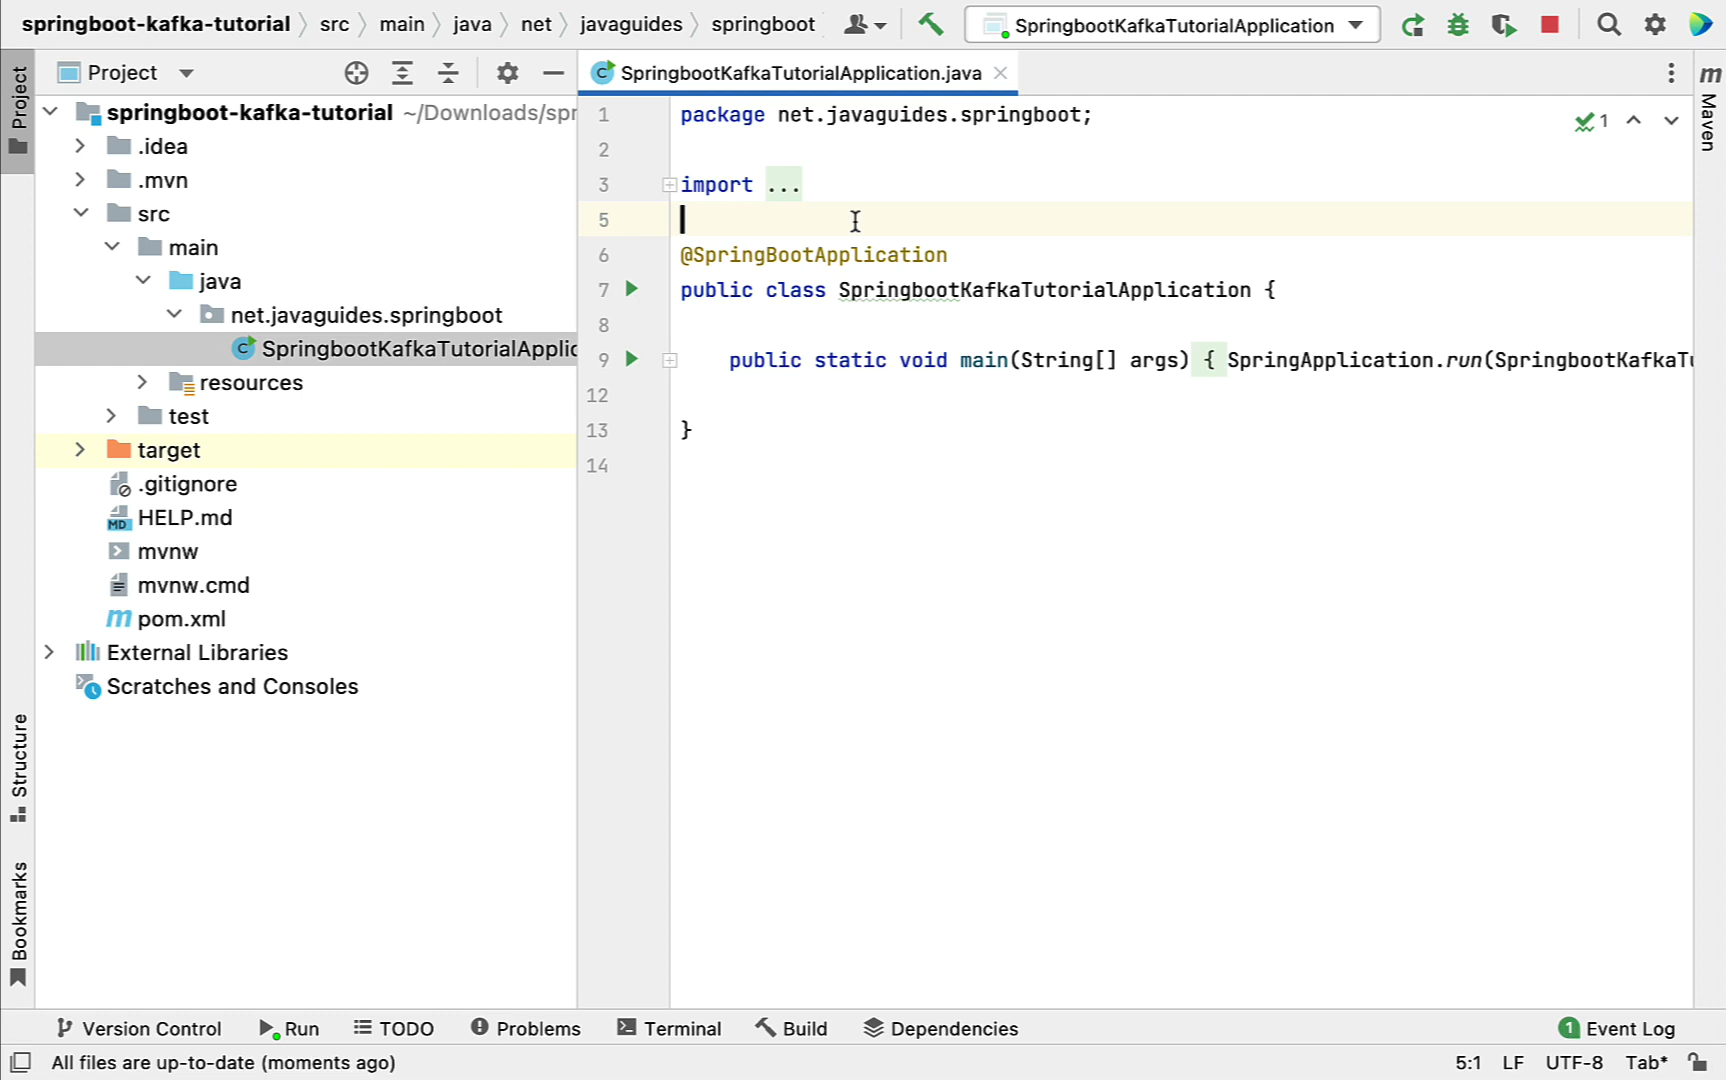 springboot-kafka-tutorial src main java net javaguides springboot SpringbootKafkaTutorialApplication
Project
Project
springboot-kafka-tutorial ~/Downloads/spr
.idea
.mvn
src
main
java
net.javaguides.springboot
SpringbootKafkaTutorialApplic
resources
test
target
.gitignore
MD HELP.md
mvnw
mvnw.cmd
m pom.xml
External Libraries
Scratches and Consoles
Structure
Bookmarks
C SpringbootKafkaTutorialApplication.java
1 package net.javaguides.springboot;
2
3 import ...
5
6 @SpringBootApplication
7 public class SpringbootKafkaTutorialApplication {
8
9 public static void main(String[] args) { SpringApplication.run(SpringbootKafkaTu
12
13 }
14
1
m Maven
Version Control Run TODO Problems Terminal Build Dependencies 1 Event Log
All files are up-to-date (moments ago) 5:1 LF UTF-8 Tab*